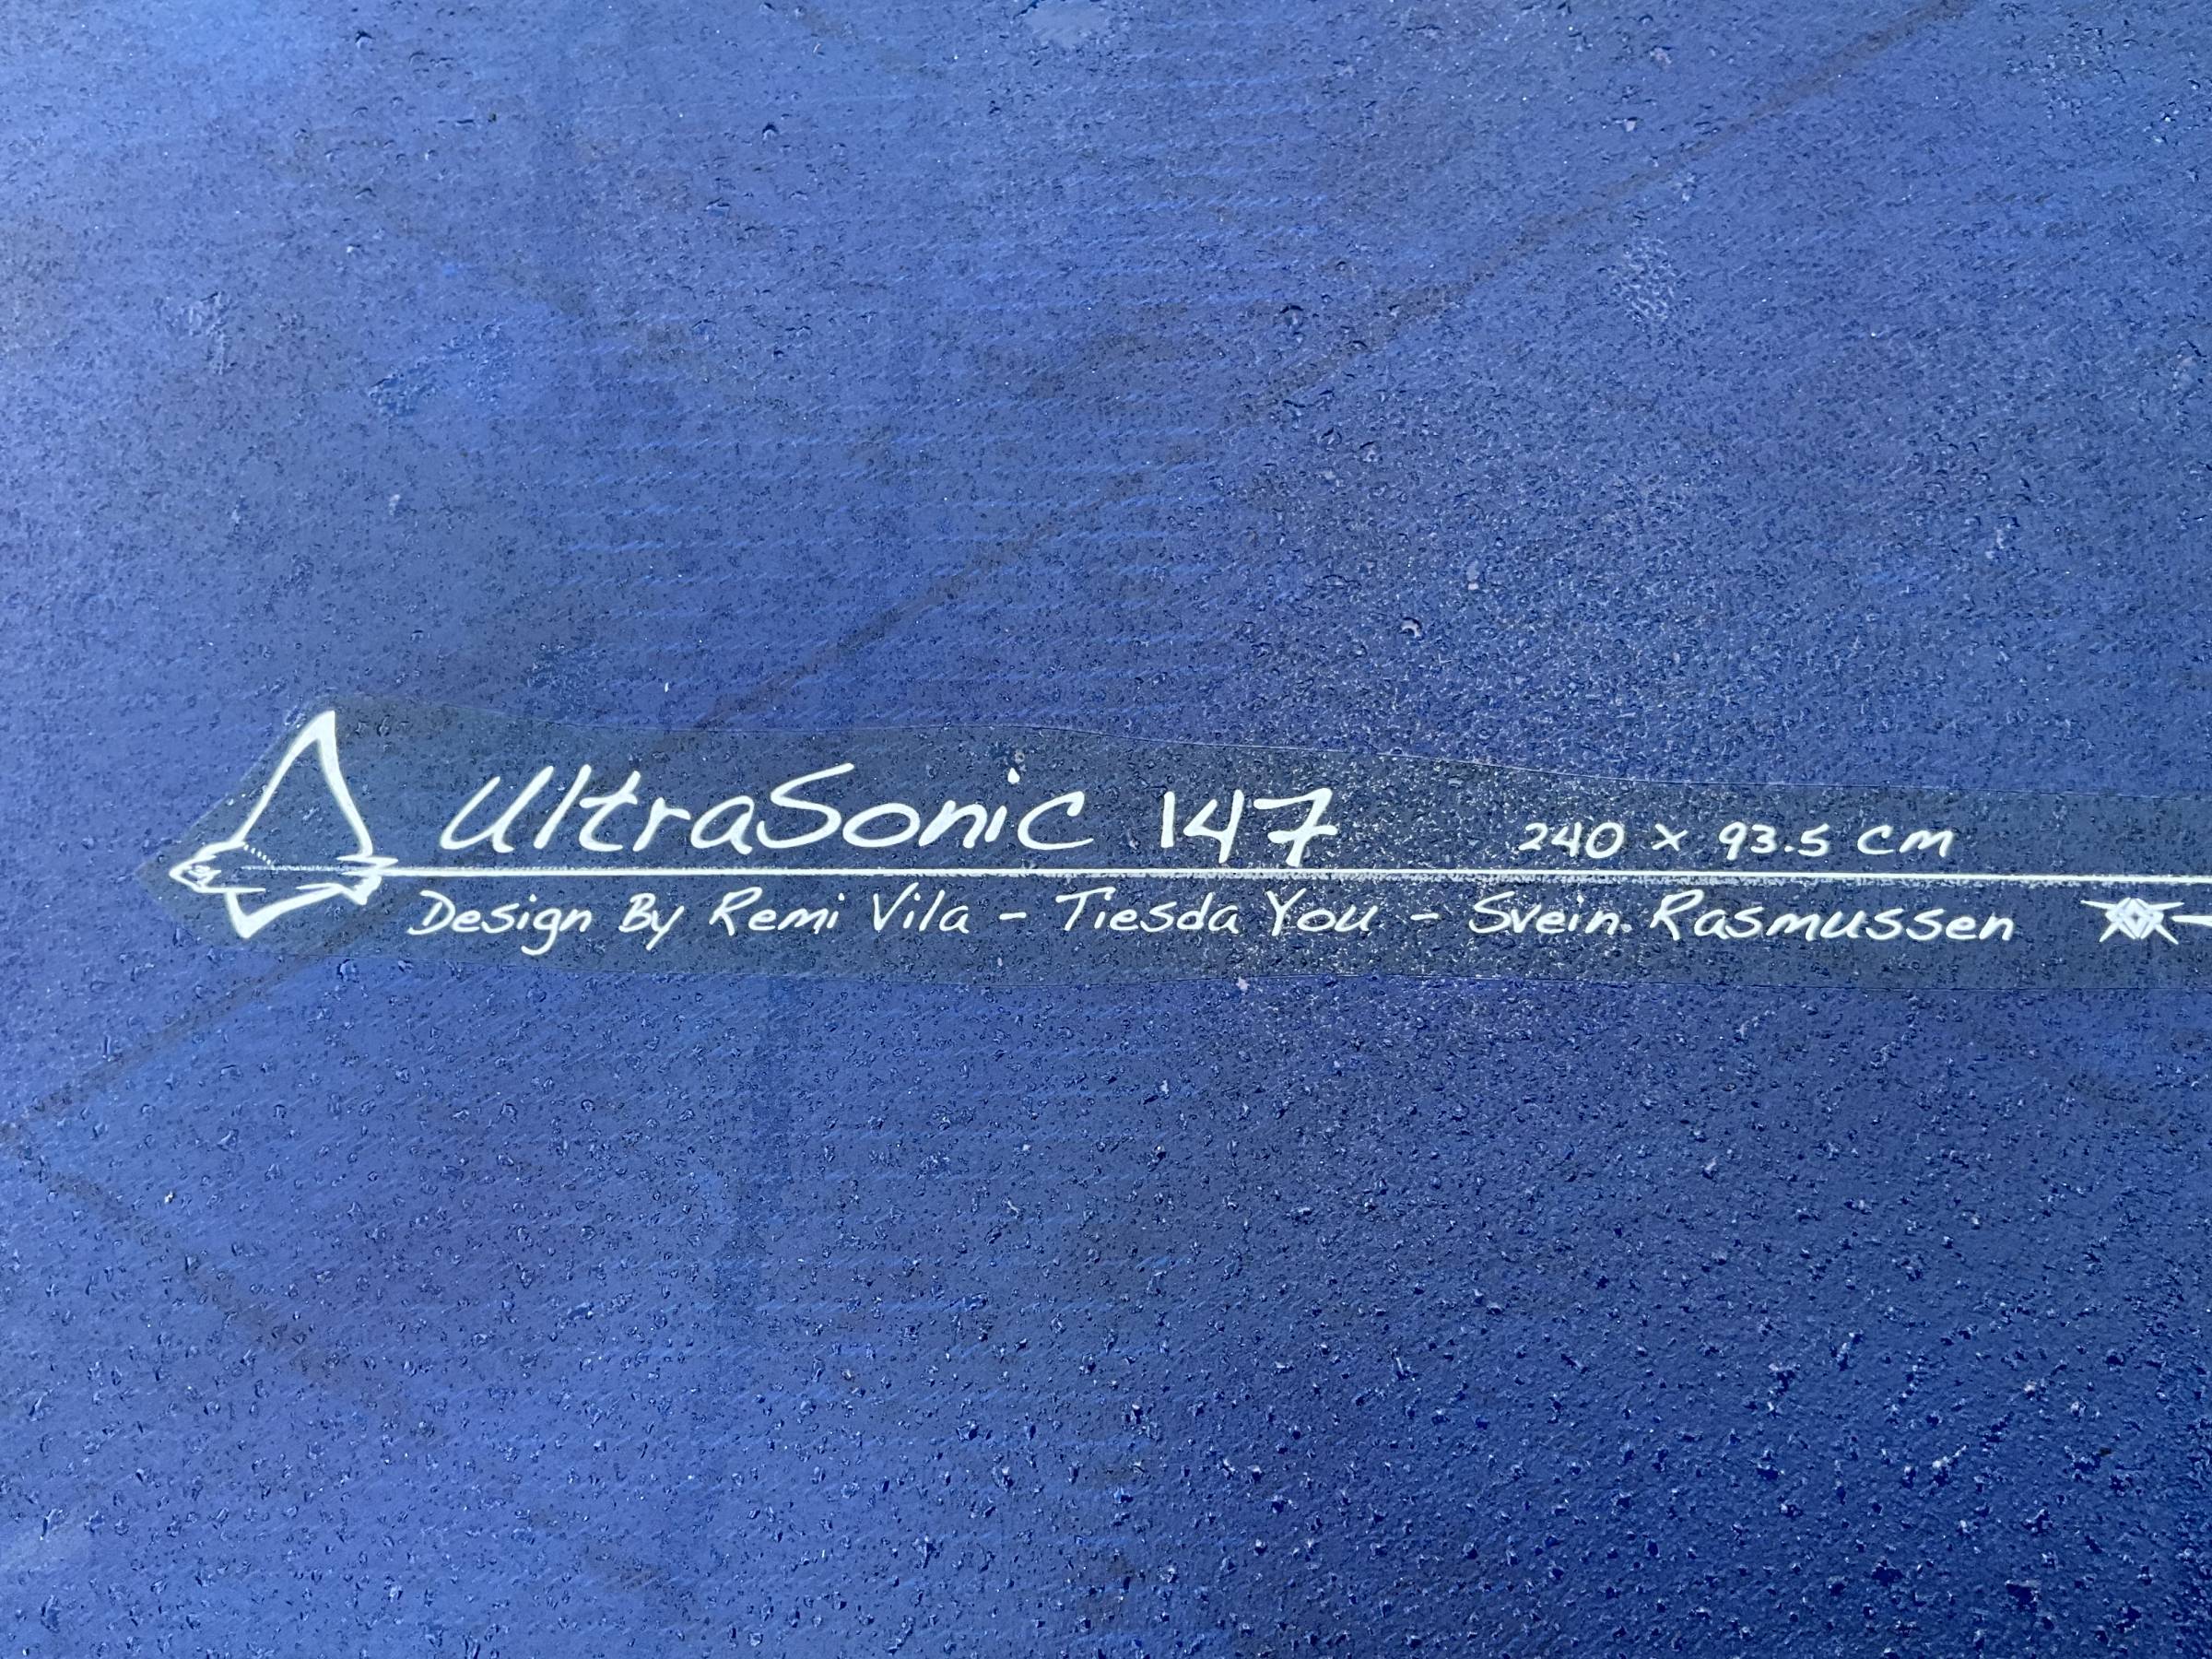 UltraSonic 147 240 x 93.5 cm
Design By Remi Vila - Tiesda You - Svein Rasmussen